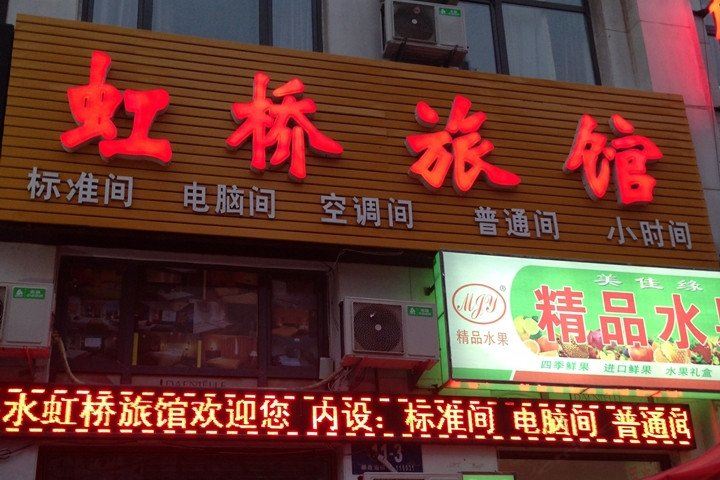 虹桥旅馆
标准间 电脑间 空调间 普通间 小时间
美佳缘
MJY
精品水果
精品水果
四季鲜果 进口鲜果 水果礼盒
水虹桥旅馆欢迎您 内设：标准间 电脑间 普通间